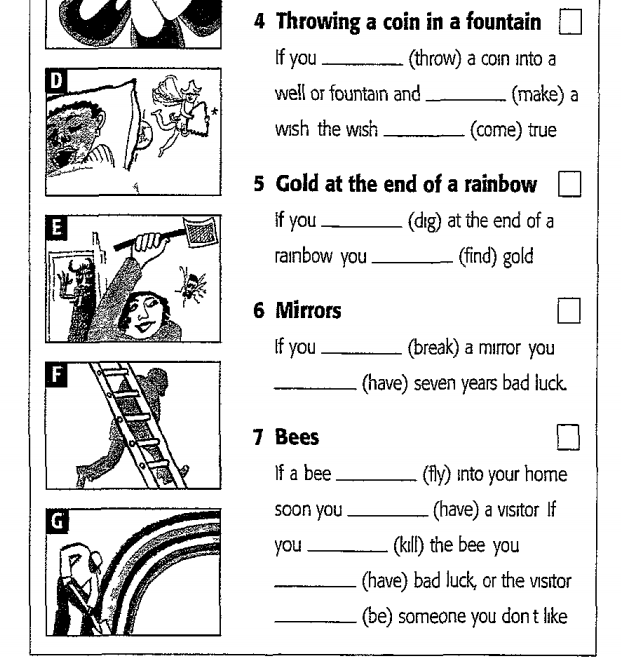 4 Throwing a coin in a fountain
If you ________ (throw) a coin into a
well or fountain and ________ (make) a
wish the wish ________ (come) true
5 Gold at the end of a rainbow
If you ________ (dig) at the end of a
rainbow you ________ (find) gold
6 Mirrors
If you ________ (break) a mirror you
________ (have) seven years bad luck.
7 Bees
If a bee ________ (fly) into your home
soon you ________ (have) a visitor If
you ________ (kill) the bee you
________ (have) bad luck, or the visitor
________ (be) someone you don t like
D
*
E
F
G